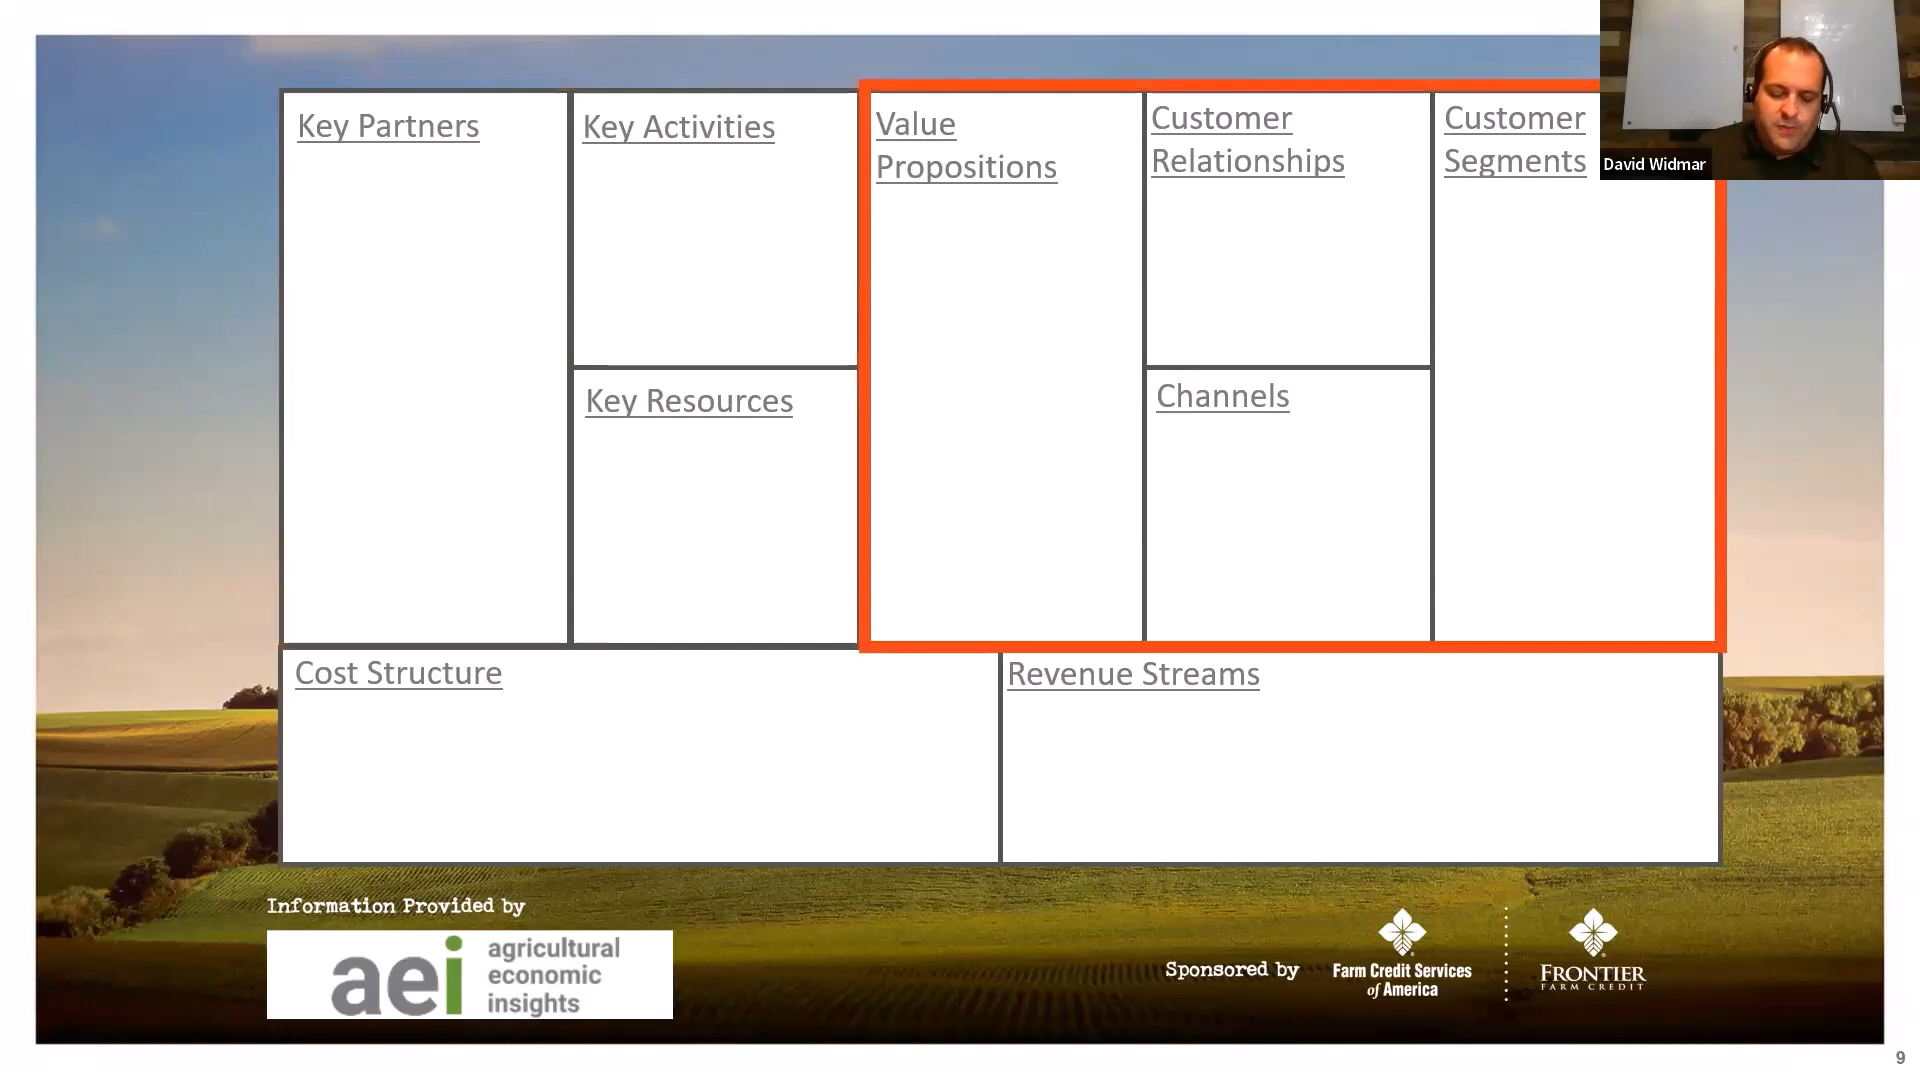 Key Partners
Key Activities
Value
Propositions
Customer
Relationships
Customer
Segments
David Widmar
Key Resources
Channels
Cost Structure
Revenue Streams
Information Provided by
aei
agricultural
economic
insights
Sponsored by
Farm Credit Services
of America
FRONTIER
FARM CREDIT
9